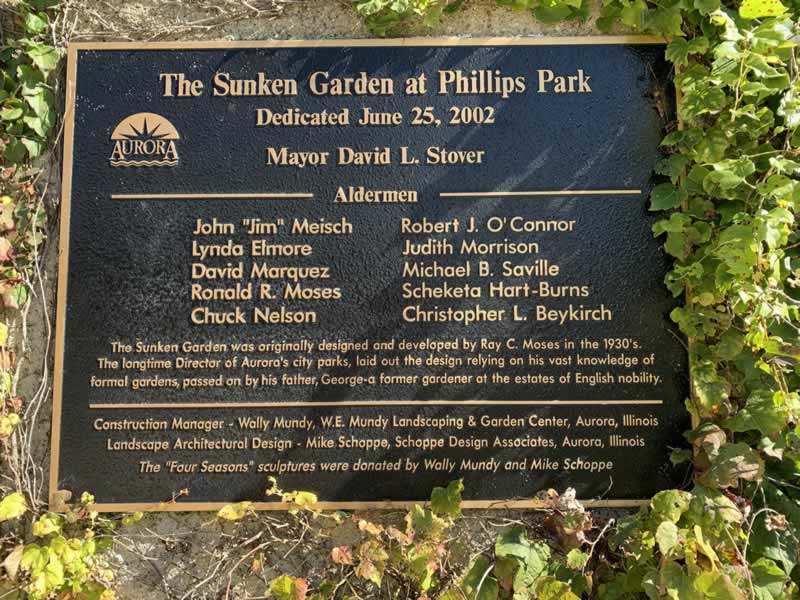 The Sunken Garden at Phillips Park
Dedicated June 25, 2002
AURORA
Mayor David L. Stover
Aldermen
John "Jim" Meisch
Robert J. O'Connor
Lynda Elmore
Judith Morrison
David Marquez
Michael B. Saville
Ronald R. Moses
Scheketa Hart-Burns
Chuck Nelson
Christopher L. Beykirch
The Sunken Garden was originally designed and developed by Ray C. Moses in the 1930's.
The longtime Director of Aurora's city parks, laid out the design relying on his vast knowledge of
formal gardens, passed on by his father, George-a former gardener at the estates of English nobility.
Construction Manager - Wally Mundy, W.E. Mundy Landscaping & Garden Center, Aurora, Illinois
Landscape Architectural Design - Mike Schoppe, Schoppe Design Associates, Aurora, Illinois
The "Four Seasons" sculptures were donated by Wally Mundy and Mike Schoppe